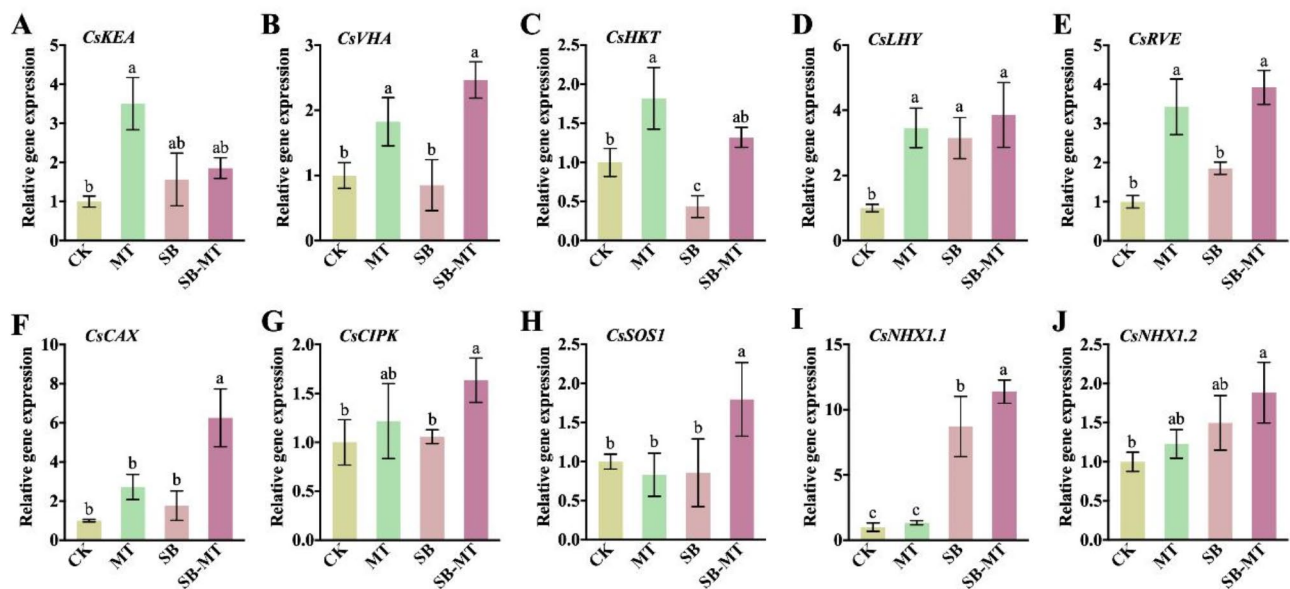 A CsKEA
Relative gene expression
5
4
3
2
1
0
b
a
ab
ab
CK
MT
SB
SB-MT
B CsVHA
Relative gene expression
3
2
1
0
b
a
b
a
CK
MT
SB
SB-MT
C CsHKT
Relative gene expression
2.5
2.0
1.5
1.0
0.5
0.0
b
a
c
ab
CK
MT
SB
SB-MT
D CsLHY
Relative gene expression
6
4
2
0
b
a
a
a
CK
MT
SB
SB-MT
E CsRVE
Relative gene expression
5
4
3
2
1
0
b
a
b
a
CK
MT
SB
SB-MT
F CsCAX
Relative gene expression
10
8
6
4
2
0
b
b
b
a
CK
MT
SB
SB-MT
G CsCIPK
Relative gene expression
2.0
1.5
1.0
0.5
0.0
b
ab
b
a
CK
MT
SB
SB-MT
H CsSOS1
Relative gene expression
2.5
2.0
1.5
1.0
0.5
0.0
b
b
b
a
CK
MT
SB
SB-MT
I CsNHX1.1
Relative gene expression
15
10
5
0
c
c
b
a
CK
MT
SB
SB-MT
J CsNHX1.2
Relative gene expression
2.5
2.0
1.5
1.0
0.5
0.0
b
ab
ab
a
CK
MT
SB
SB-MT